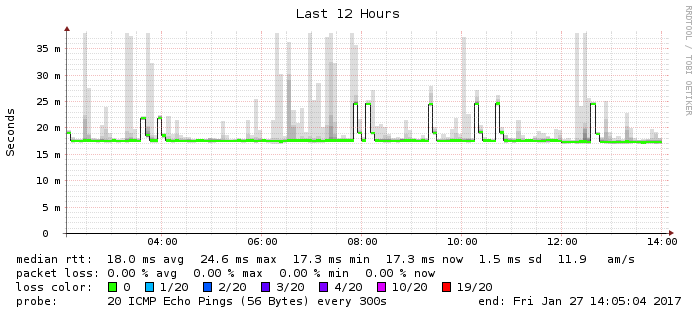 Last 12 Hours
RRDTOOL / TOBI OETIKER
Seconds
35 m
30 m
25 m
20 m
15 m
10 m
5 m
0
04:00 06:00 08:00 10:00 12:00 14:00
median rtt: 18.0 ms avg 24.6 ms max 17.3 ms min 17.3 ms now 1.5 ms sd 11.9 am/s
packet loss: 0.00 % avg 0.00 % max 0.00 % min 0.00 % now
loss color: 0 1/20 2/20 3/20 4/20 10/20 19/20
probe: 20 ICMP Echo Pings (56 Bytes) every 300s end: Fri Jan 27 14:05:04 2017